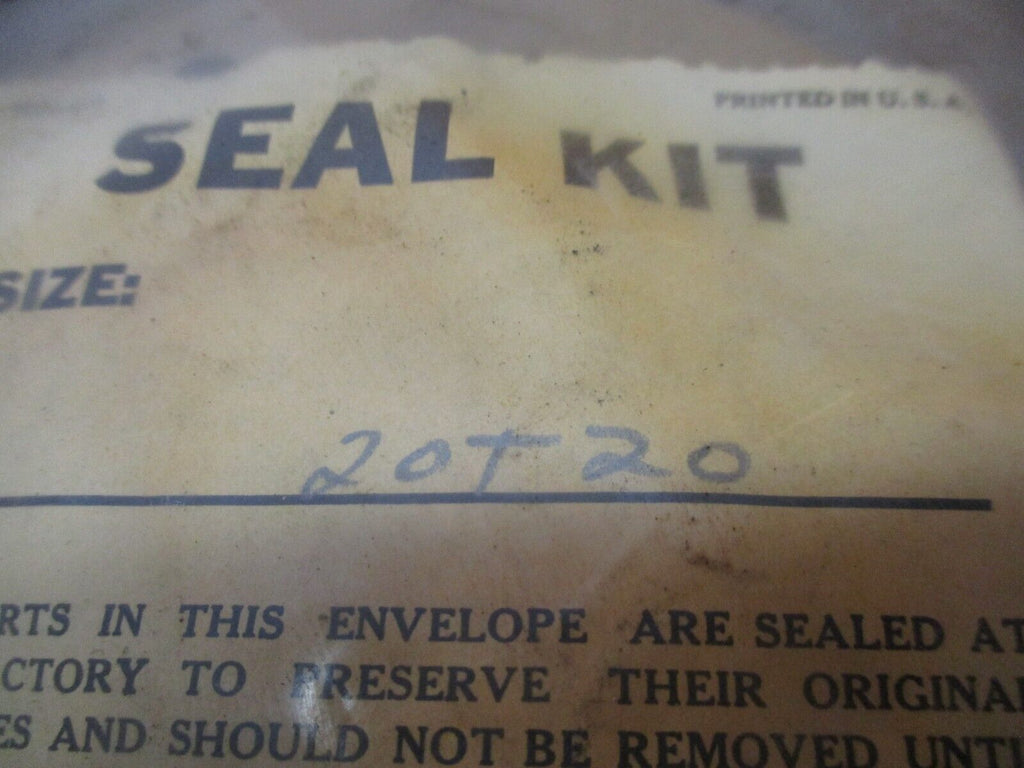 PRINTED IN U.S.A.
SEAL KIT
SIZE:
20T20
RTS IN THIS ENVELOPE ARE SEALED AT
CTORY TO PRESERVE THEIR ORIGINAL
ES AND SHOULD NOT BE REMOVED UNTI